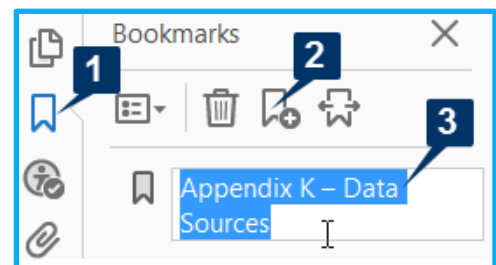 Bookmarks
1
2
3
Appendix K – Data
Sources